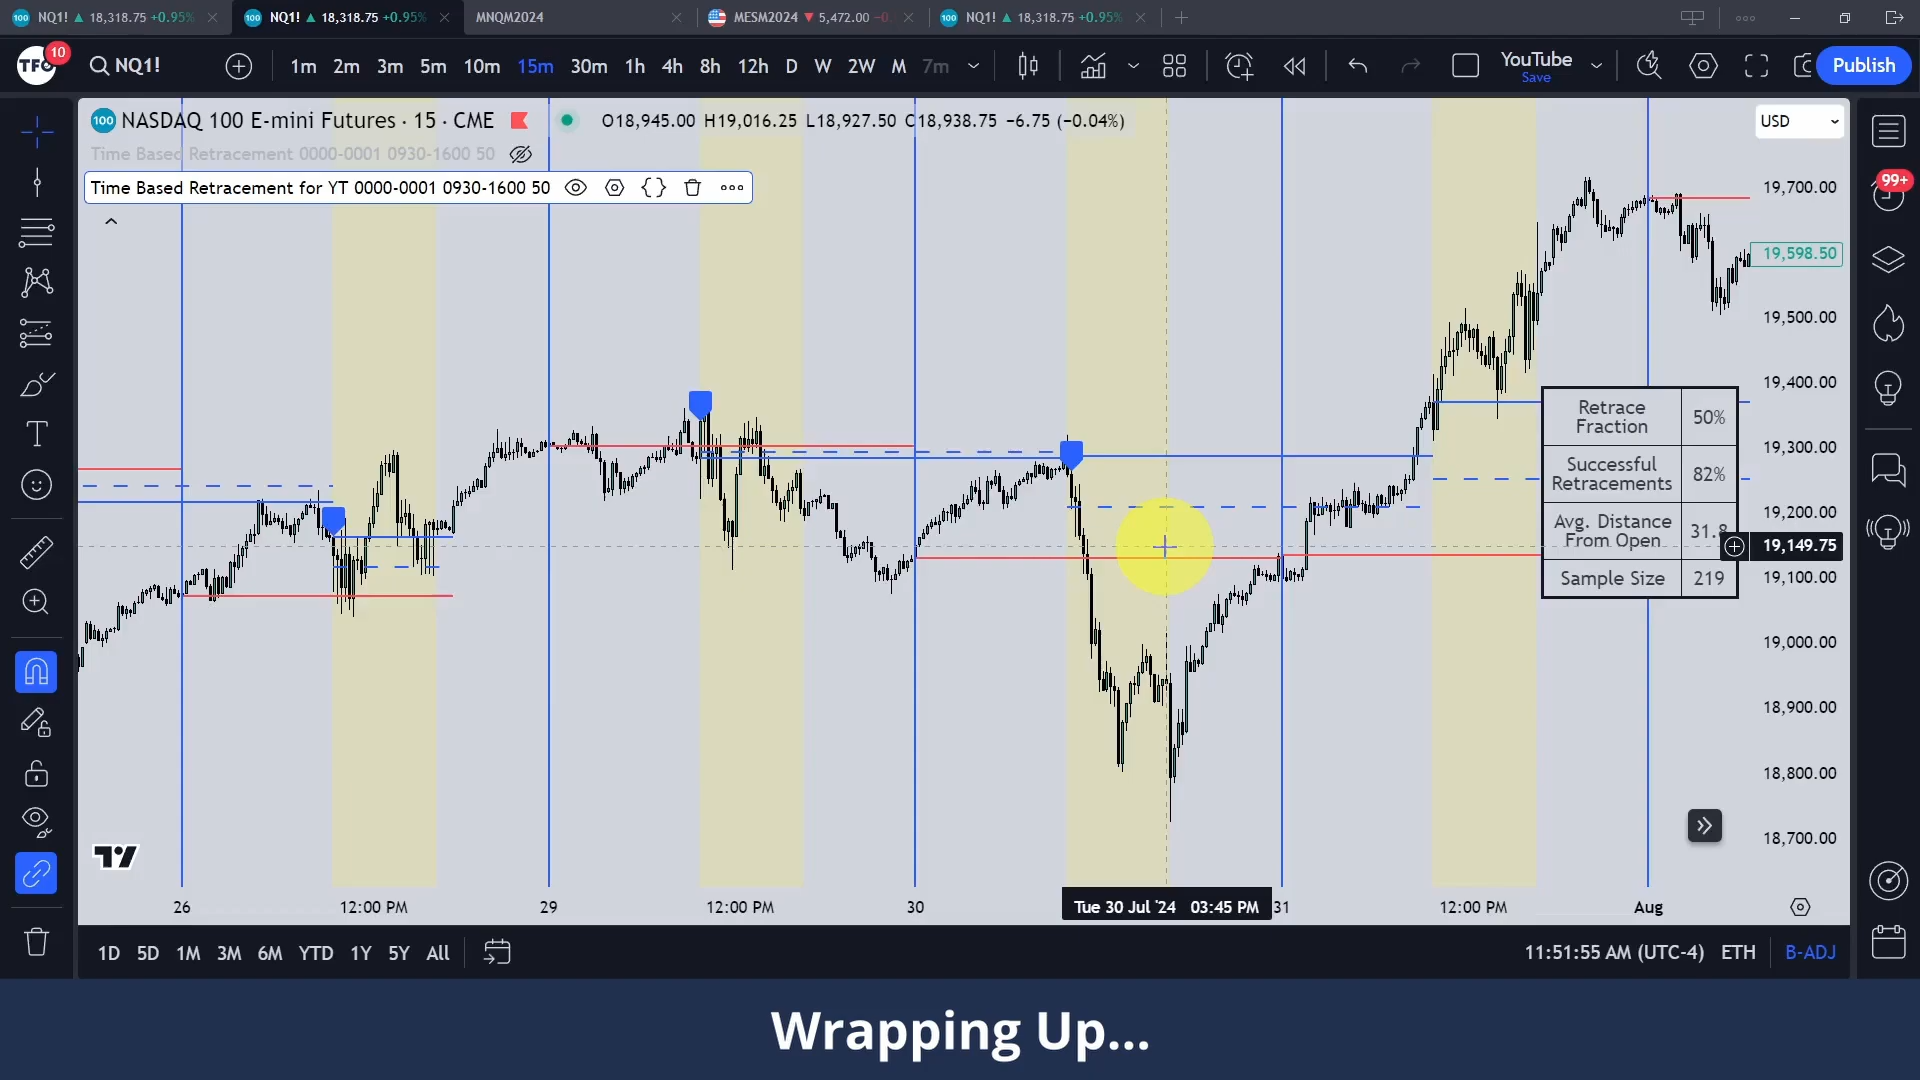 NQ1! ▲ 18,318.75 +0.95%
NQ1! ▲ 18,318.75 +0.95%
MNQM2024
MESM2024 ▼ 5,472.00 −0
NQ1! ▲ 18,318.75 +0.95%
TFO
10
NQ1!
1m 2m 3m 5m 10m 15m 30m 1h 4h 8h 12h D W 2W M 7m
YouTube
Save
Publish
NASDAQ 100 E-mini Futures · 15 · CME
O18,945.00 H19,016.25 L18,927.50 C18,938.75 −6.75 (−0.04%)
USD
Time Based Retracement 0000-0001 0930-1600 50
Time Based Retracement for YT 0000-0001 0930-1600 50
99+
19,700.00
19,598.50
19,500.00
19,400.00
19,300.00
19,200.00
19,149.75
19,100.00
19,000.00
18,900.00
18,800.00
18,700.00
Retrace Fraction 50%
Successful Retracements 82%
Avg. Distance From Open 31.8
Sample Size 219
26 12:00 PM 29 12:00 PM 30 Tue 30 Jul '24 03:45 PM 31 12:00 PM Aug
1D 5D 1M 3M 6M YTD 1Y 5Y All
11:51:55 AM (UTC-4) ETH B-ADJ
Wrapping Up...